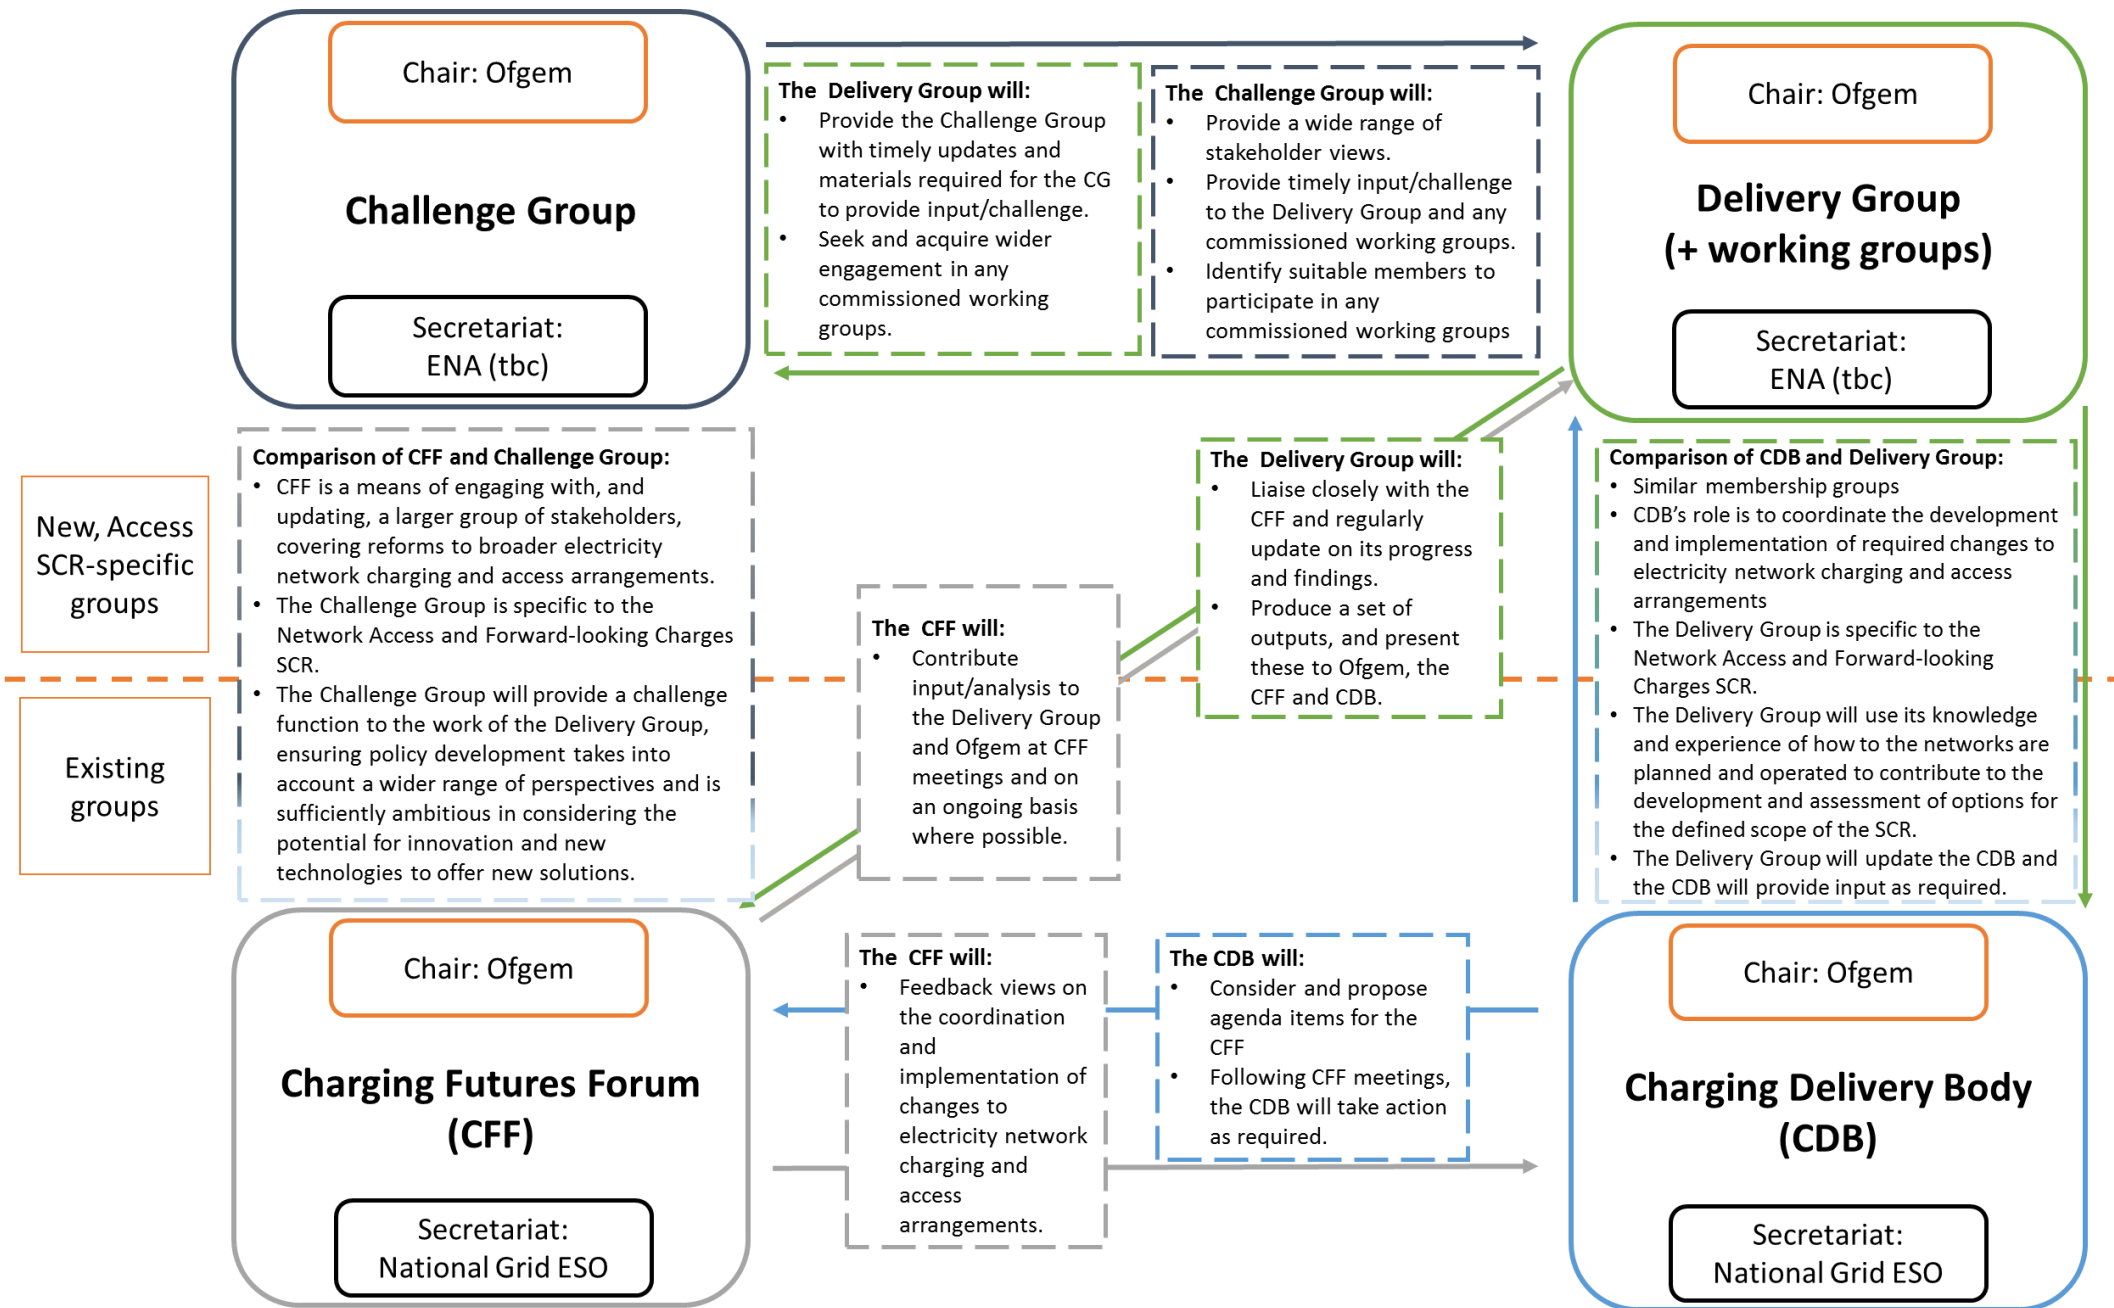 Chair: Ofgem
Challenge Group
Secretariat:
ENA (tbc)
The Delivery Group will:
• Provide the Challenge Group
with timely updates and
materials required for the CG
to provide input/challenge.
• Seek and acquire wider
engagement in any
commissioned working
groups.
The Challenge Group will:
• Provide a wide range of
stakeholder views.
• Provide timely input/challenge
to the Delivery Group and any
commissioned working groups.
• Identify suitable members to
participate in any
commissioned working groups
Chair: Ofgem
Delivery Group
(+ working groups)
Secretariat:
ENA (tbc)
New, Access
SCR-specific
groups
Existing
groups
Comparison of CFF and Challenge Group:
• CFF is a means of engaging with, and
updating, a larger group of stakeholders,
covering reforms to broader electricity
network charging and access arrangements.
• The Challenge Group is specific to the
Network Access and Forward-looking Charges
SCR.
• The Challenge Group will provide a challenge
function to the work of the Delivery Group,
ensuring policy development takes into
account a wider range of perspectives and is
sufficiently ambitious in considering the
potential for innovation and new
technologies to offer new solutions.
The CFF will:
• Contribute
input/analysis to
the Delivery Group
and Ofgem at CFF
meetings and on
an ongoing basis
where possible.
The Delivery Group will:
• Liaise closely with the
CFF and regularly
update on its progress
and findings.
• Produce a set of
outputs, and present
these to Ofgem, the
CFF and CDB.
Comparison of CDB and Delivery Group:
• Similar membership groups
• CDB’s role is to coordinate the development
and implementation of required changes to
electricity network charging and access
arrangements
• The Delivery Group is specific to the
Network Access and Forward-looking
Charges SCR.
• The Delivery Group will use its knowledge
and experience of how to the networks are
planned and operated to contribute to the
development and assessment of options for
the defined scope of the SCR.
• The Delivery Group will update the CDB and
the CDB will provide input as required.
Chair: Ofgem
Charging Futures Forum
(CFF)
Secretariat:
National Grid ESO
The CFF will:
• Feedback views on
the coordination
and
implementation of
changes to
electricity network
charging and
access
arrangements.
The CDB will:
• Consider and propose
agenda items for the
CFF
• Following CFF meetings,
the CDB will take action
as required.
Chair: Ofgem
Charging Delivery Body
(CDB)
Secretariat:
National Grid ESO